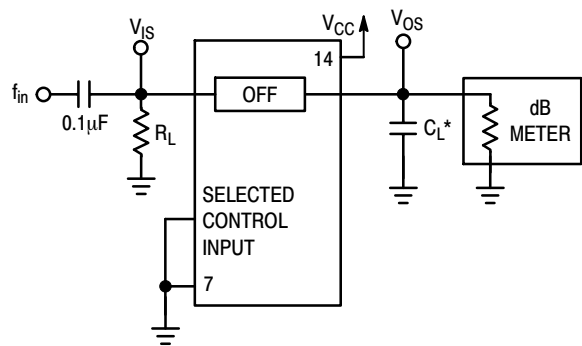 V_IS
V_CC
14
V_OS
f_in
0.1μF
R_L
OFF
C_L*
dB
METER
SELECTED
CONTROL
INPUT
7